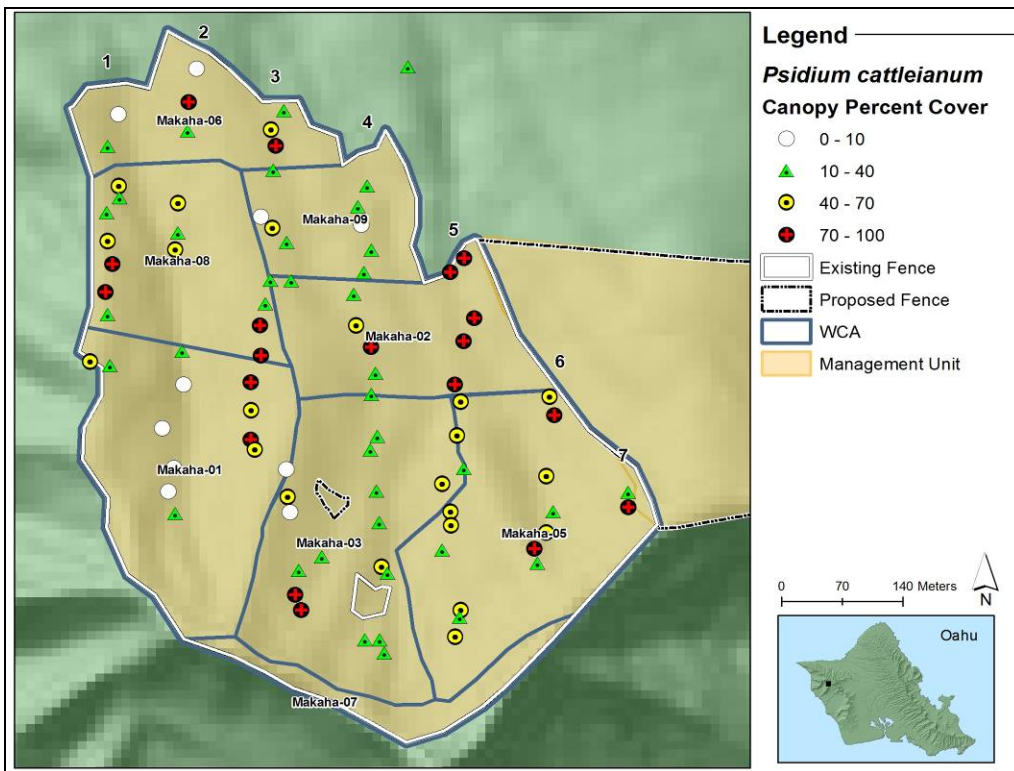 1
2
3
4
5
6
7
Makaha-06
Makaha-09
Makaha-08
Makaha-02
Makaha-01
Makaha-03
Makaha-05
Makaha-07
Legend
Psidium cattleianum
Canopy Percent Cover
0 - 10
10 - 40
40 - 70
70 - 100
Existing Fence
Proposed Fence
WCA
Management Unit
0 70 140 Meters
N
Oahu